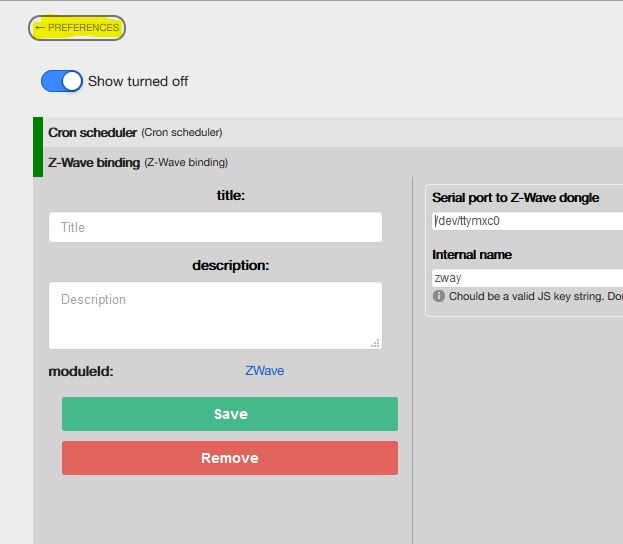 ← PREFERENCES
Show turned off
Cron scheduler (Cron scheduler)
Z-Wave binding (Z-Wave binding)
title:
Title
description:
Description
moduleId: ZWave
Save
Remove
Serial port to Z-Wave dongle
/dev/ttymxc0
Internal name
zway
Chould be a valid JS key string. Don